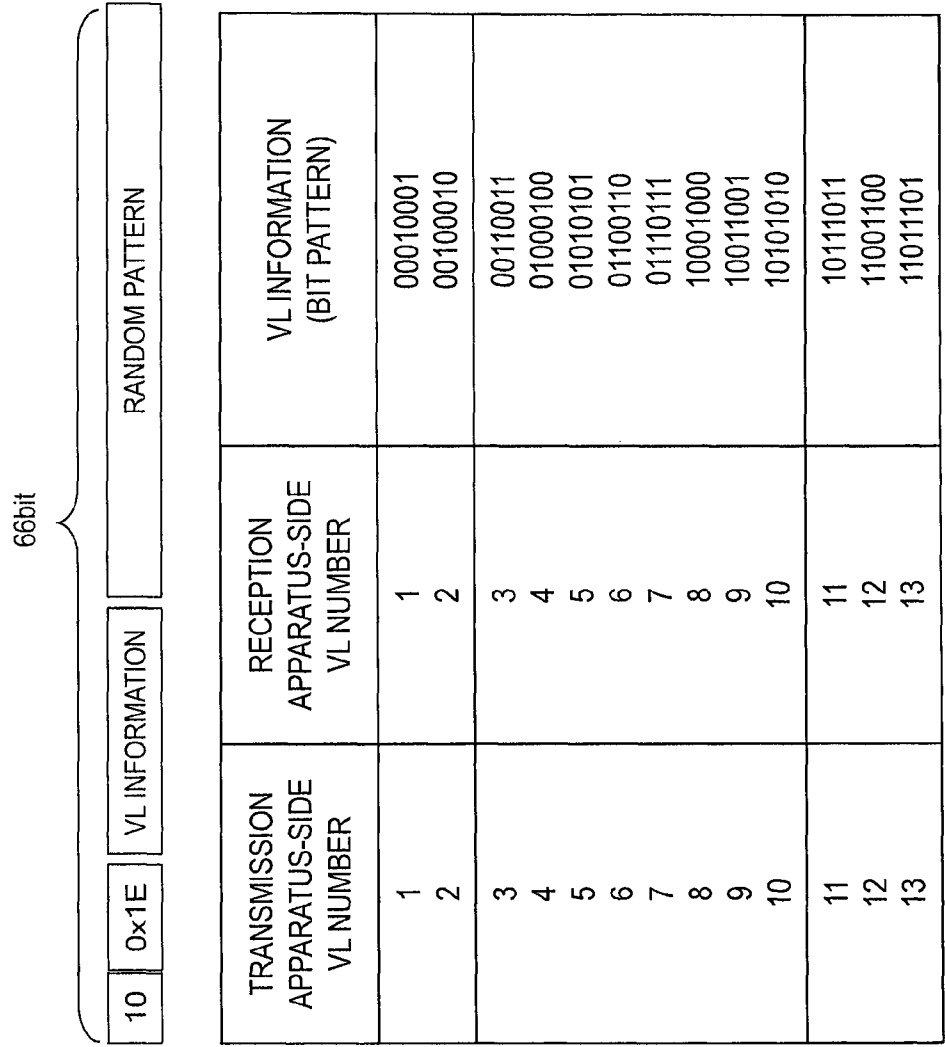 66bit
10 0x1E VL INFORMATION RANDOM PATTERN
TRANSMISSION APPARATUS-SIDE VL NUMBER RECEPTION APPARATUS-SIDE VL NUMBER VL INFORMATION (BIT PATTERN)
1 1 00010001
2 2 00100010
3 3 00110011
4 4 01000100
5 5 01010101
6 6 01100110
7 7 01110111
8 8 10001000
9 9 10011001
10 10 10101010
11 11 10111011
12 12 11001100
13 13 11011101